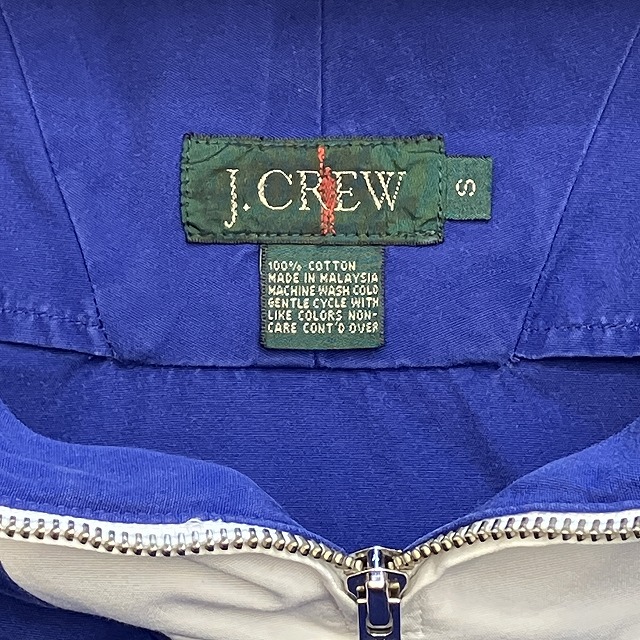 J.CREW
S
100% COTTON
MADE IN MALAYSIA
MACHINE WASH COLD
GENTLE CYCLE WITH
LIKE COLORS NON-
CARE CONT'D OVER